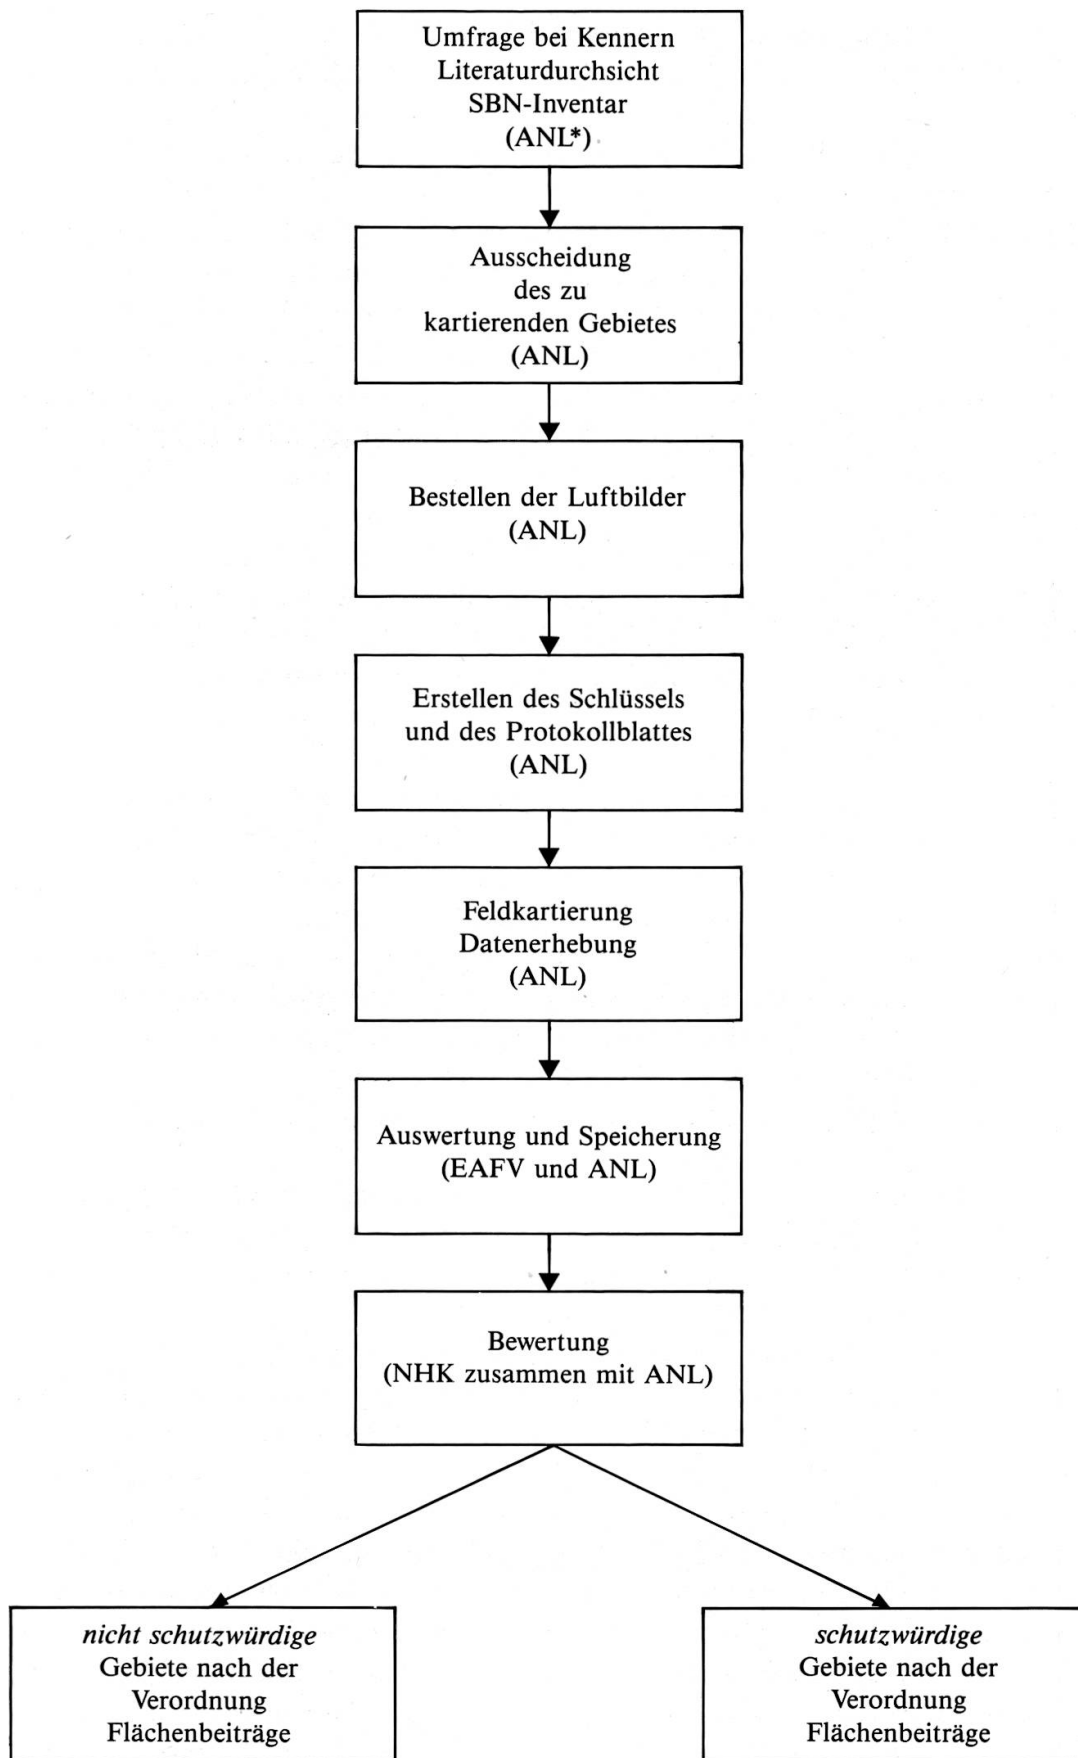 Umfrage bei Kennern
Literaturdurchsicht
SBN-Inventar
(ANL*)
Ausscheidung
des zu
kartierenden Gebietes
(ANL)
Bestellen der Luftbilder
(ANL)
Erstellen des Schlüssels
und des Protokollblattes
(ANL)
Feldkartierung
Datenerhebung
(ANL)
Auswertung und Speicherung
(EAFV und ANL)
Bewertung
(NHK zusammen mit ANL)
nicht schutzwürdige
Gebiete nach der
Verordnung
Flächenbeiträge
schutzwürdige
Gebiete nach der
Verordnung
Flächenbeiträge